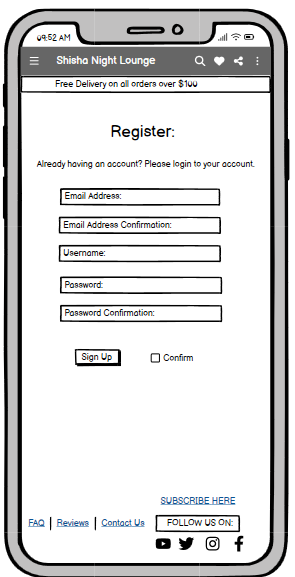 09:52 AM
Shisha Night Lounge
Free Delivery on all orders over $100
Register:
Already having an account? Please login to your account.
Email Address:
Email Address Confirmation:
Username:
Password:
Password Confirmation:
Sign Up Confirm
SUBSCRIBE HERE
FAQ Reviews Contact Us FOLLOW US ON: